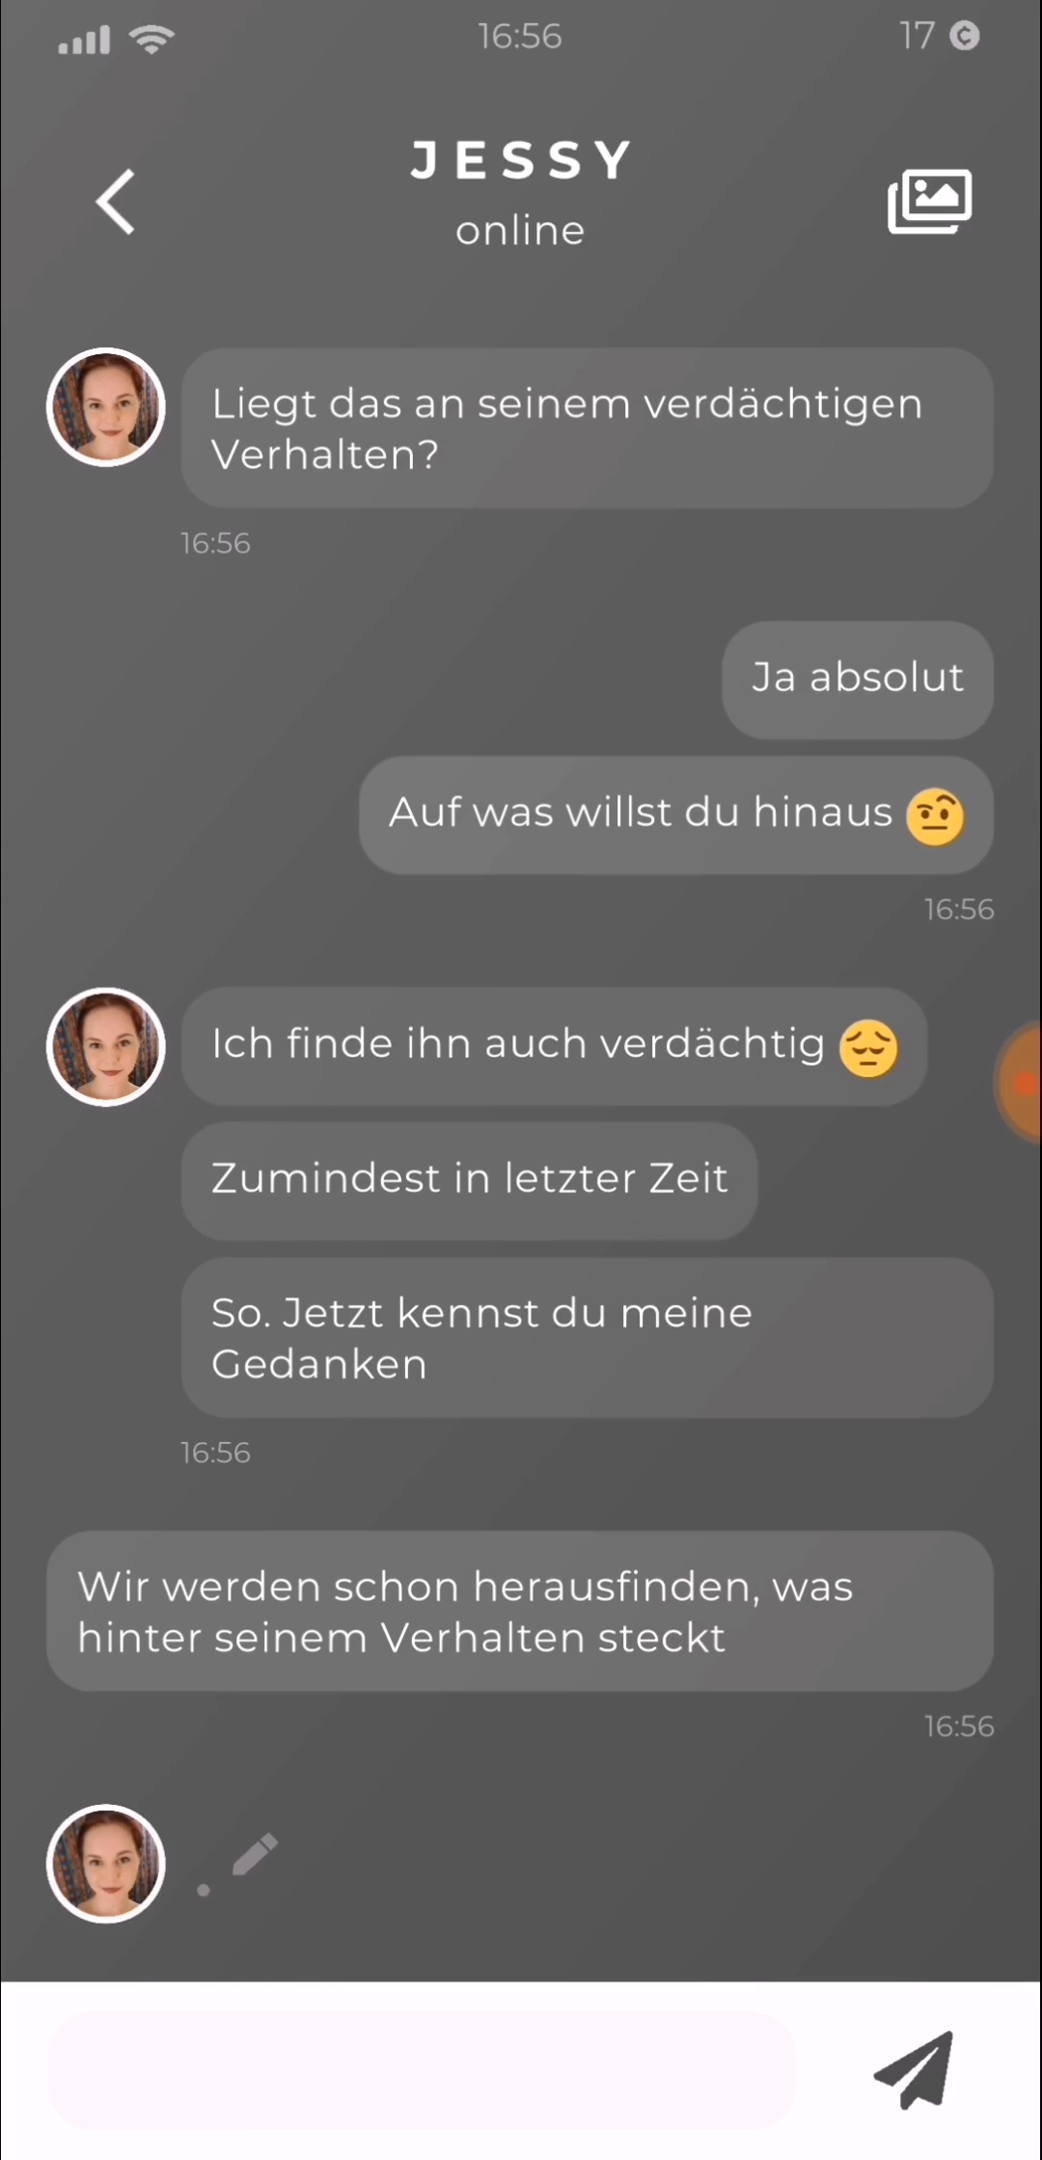 16:56
17
JESSY
online
Liegt das an seinem verdächtigen
Verhalten?
16:56
Ja absolut
Auf was willst du hinaus 🤨
16:56
Ich finde ihn auch verdächtig 😔
Zumindest in letzter Zeit
So. Jetzt kennst du meine
Gedanken
16:56
Wir werden schon herausfinden, was
hinter seinem Verhalten steckt
16:56